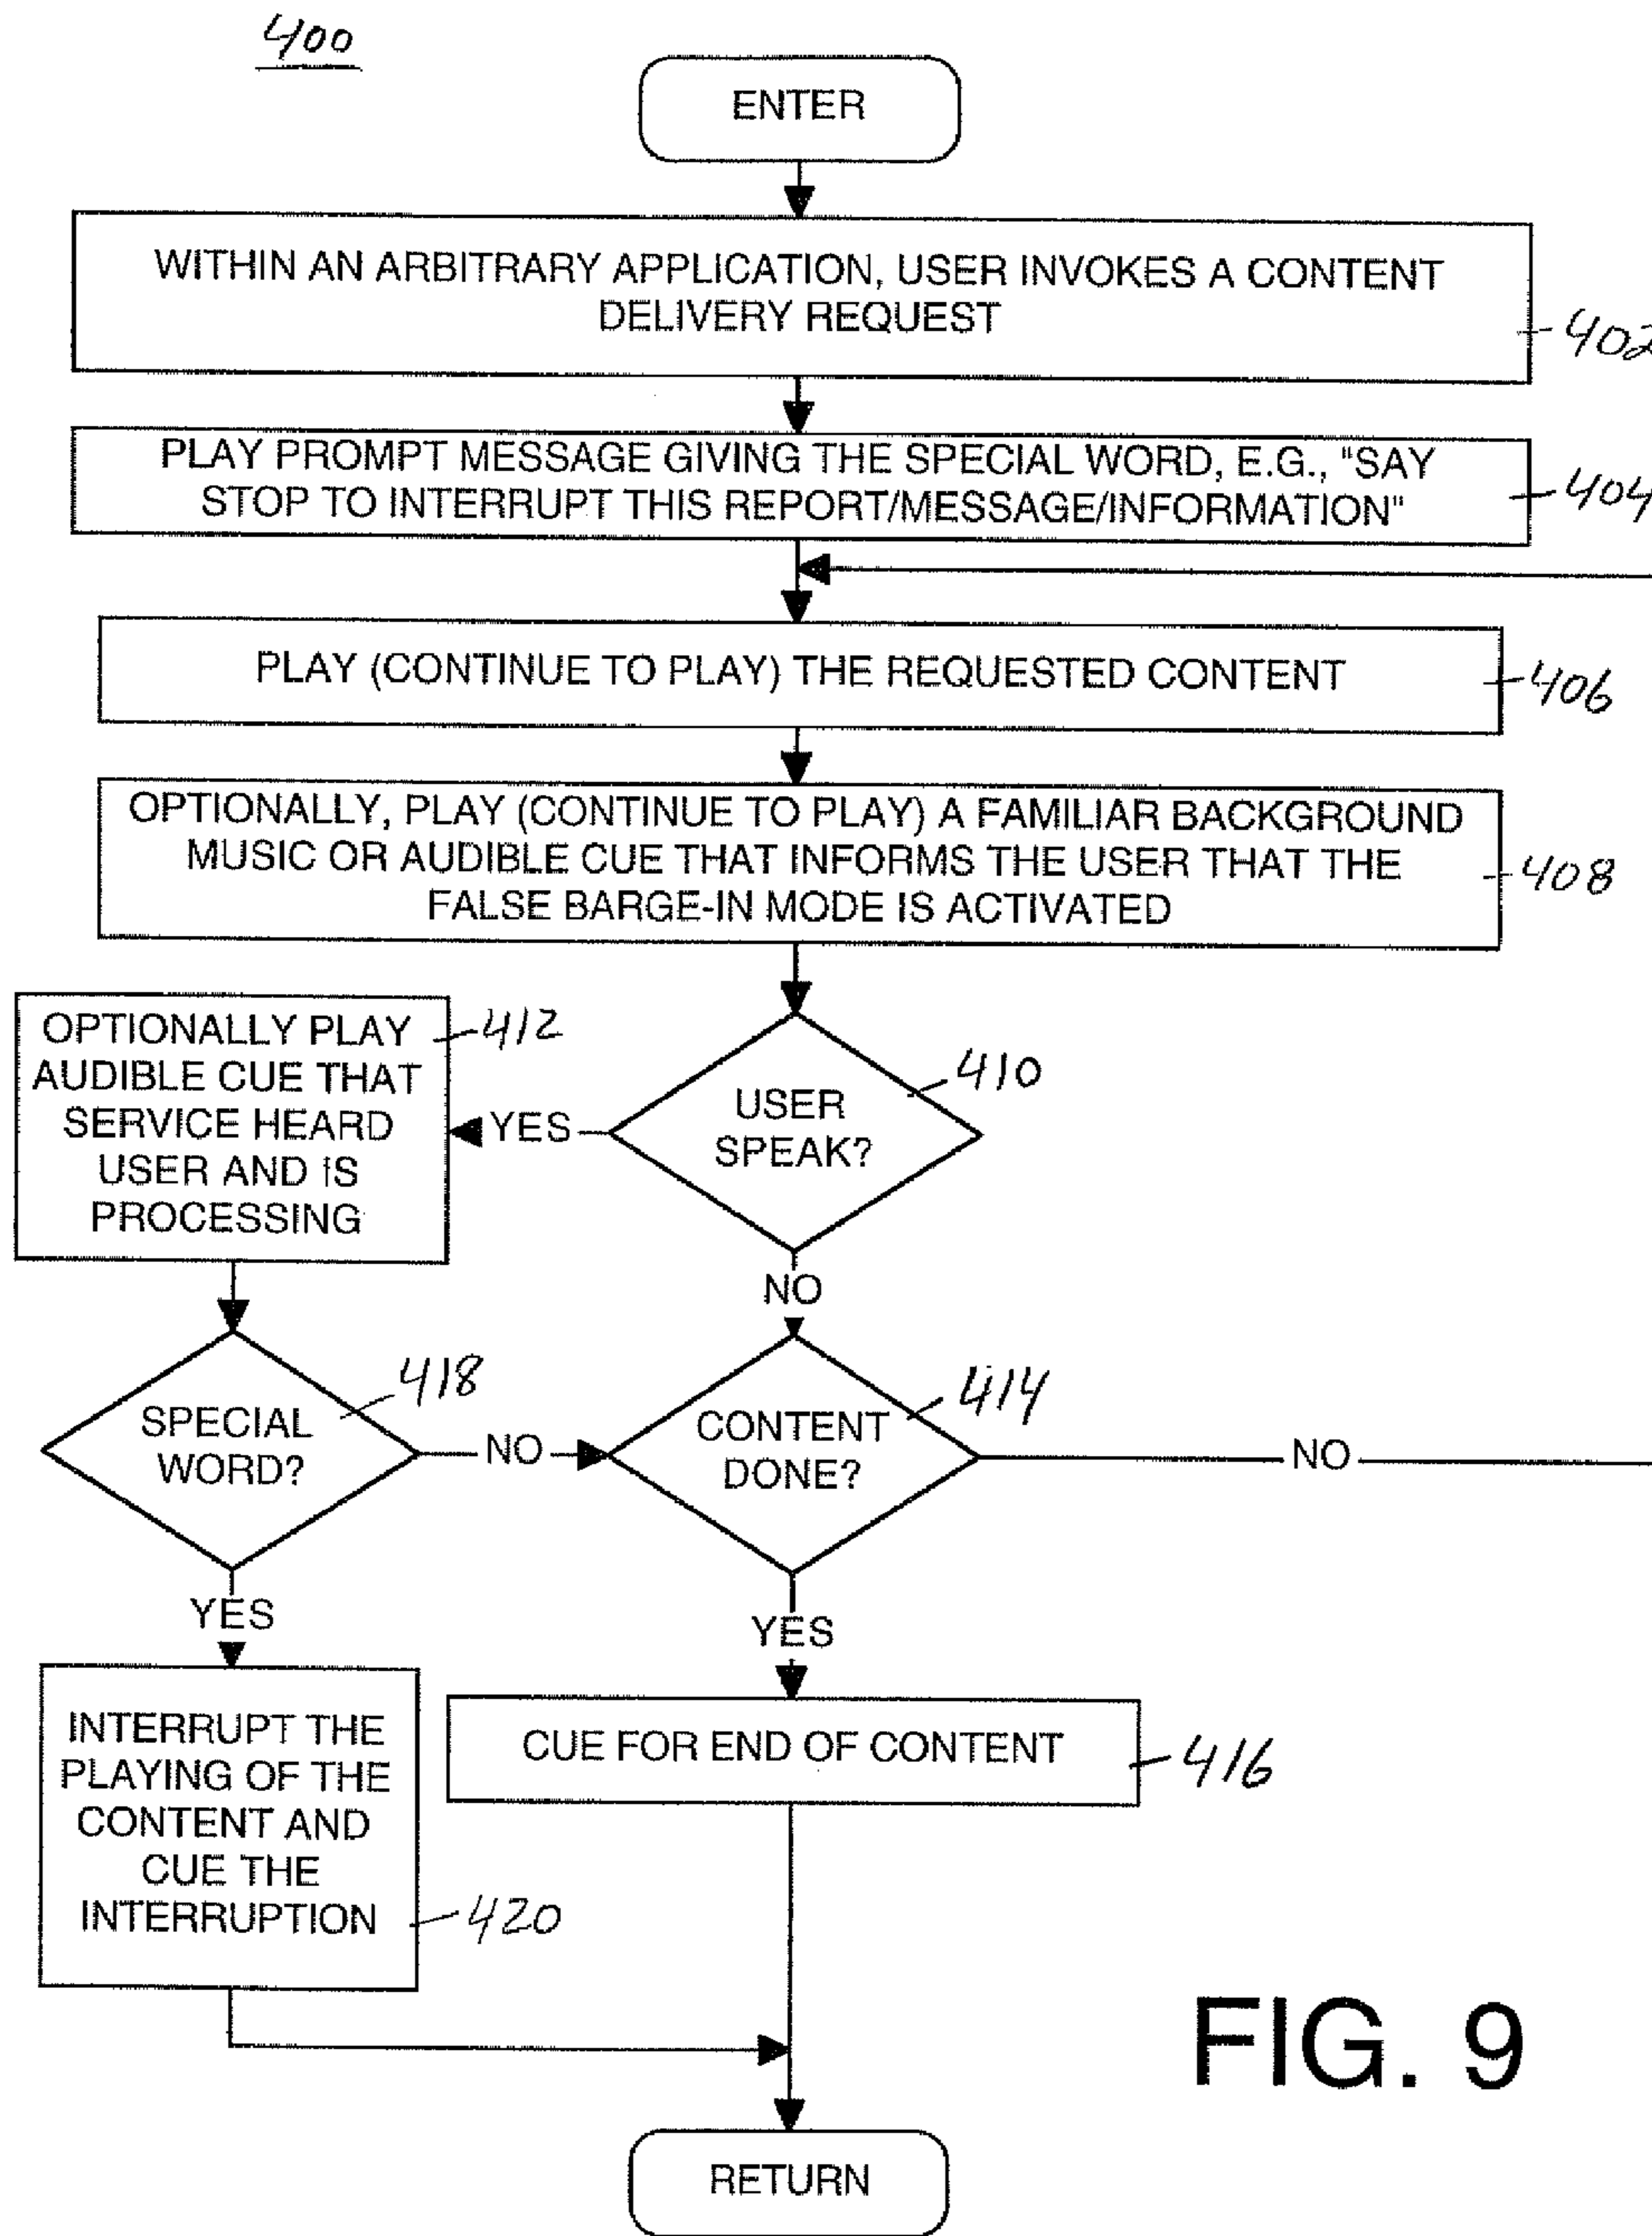 400
ENTER
WITHIN AN ARBITRARY APPLICATION, USER INVOKES A CONTENT
DELIVERY REQUEST
402
PLAY PROMPT MESSAGE GIVING THE SPECIAL WORD, E.G., "SAY
STOP TO INTERRUPT THIS REPORT/MESSAGE/INFORMATION"
404
PLAY (CONTINUE TO PLAY) THE REQUESTED CONTENT
406
OPTIONALLY, PLAY (CONTINUE TO PLAY) A FAMILIAR BACKGROUND
MUSIC OR AUDIBLE CUE THAT INFORMS THE USER THAT THE
FALSE BARGE-IN MODE IS ACTIVATED
408
OPTIONALLY PLAY
AUDIBLE CUE THAT
SERVICE HEARD
USER AND IS
PROCESSING
412
YES
USER
SPEAK?
410
NO
SPECIAL
WORD?
418
NO
CONTENT
DONE?
414
NO
YES
YES
INTERRUPT THE
PLAYING OF THE
CONTENT AND
CUE THE
INTERRUPTION
420
CUE FOR END OF CONTENT
416
FIG. 9
RETURN